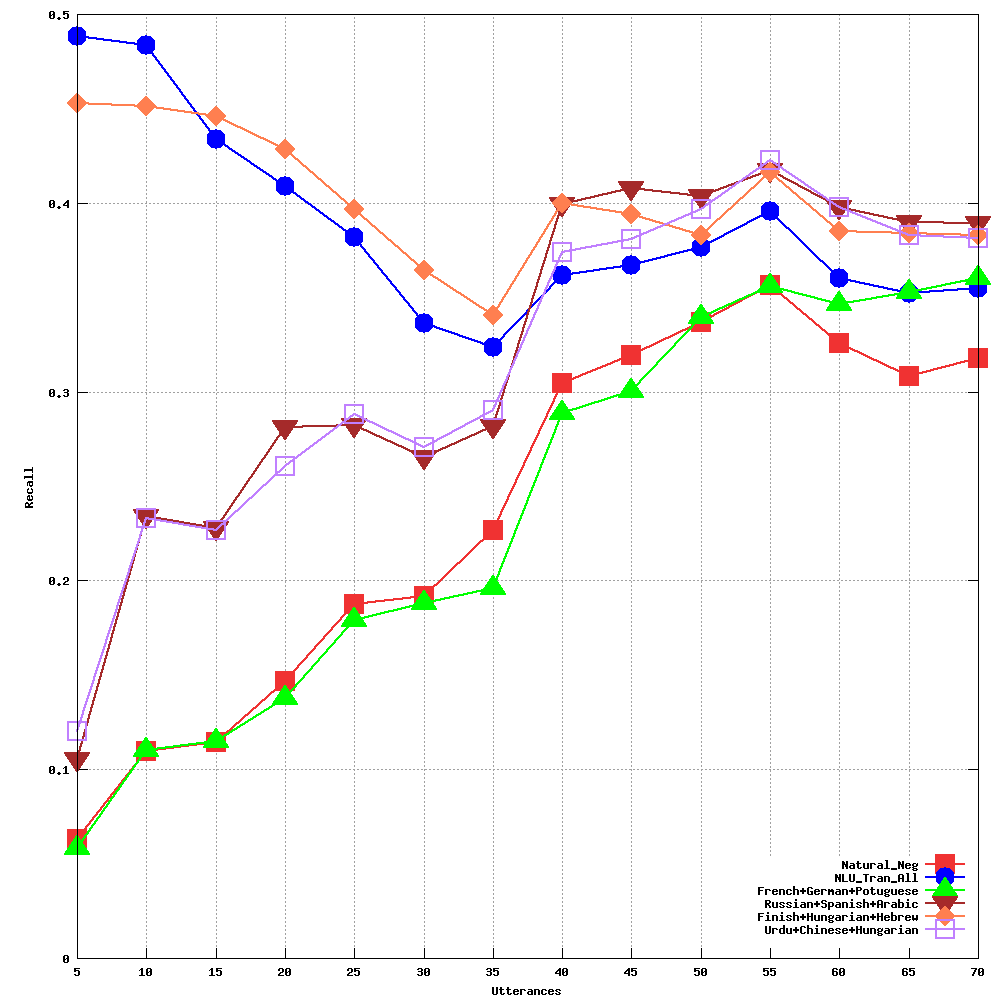 0.5
0.4
0.3
0.2
0.1
0
Recall
5 10 15 20 25 30 35 40 45 50 55 60 65 70
Utterances
Natural_Neg
NLU_Tran_All
French+German+Potuguese
Russian+Spanish+Arabic
Finish+Hungarian+Hebrew
Urdu+Chinese+Hungarian